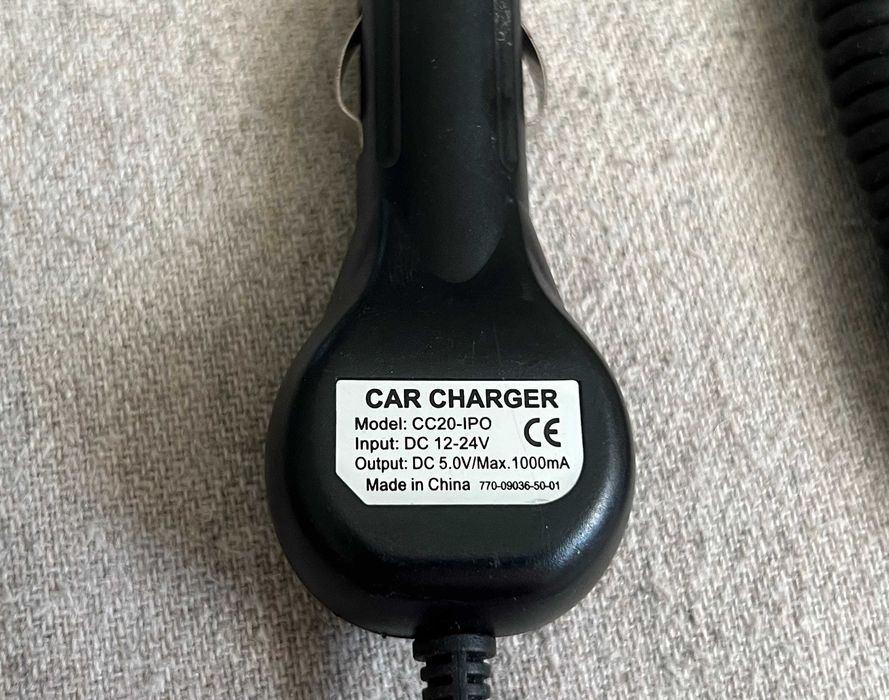 CAR CHARGER
Model: CC20-IPO
Input: DC 12-24V CE
Output: DC 5.0V/Max.1000mA
Made in China 770-09036-50-01